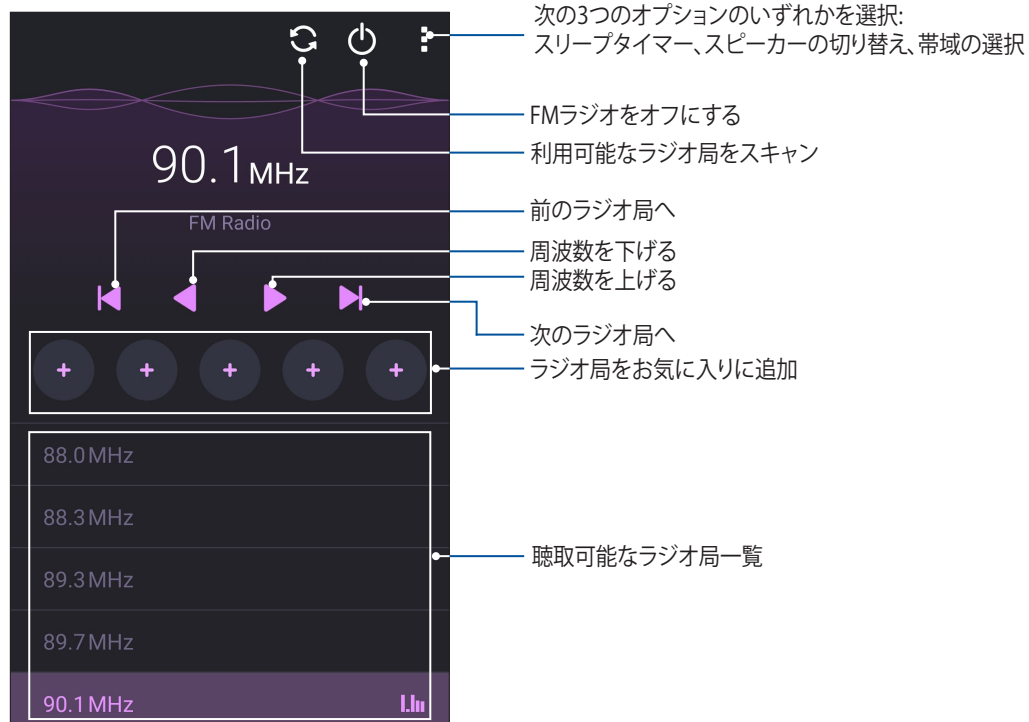 次の3つのオプションのいずれかを選択:
スリープタイマー、スピーカーの切り替え、帯域の選択
FMラジオをオフにする
利用可能なラジオ局をスキャン
90.1MHz
FM Radio
前のラジオ局へ
周波数を下げる
周波数を上げる
次のラジオ局へ
ラジオ局をお気に入りに追加
88.0MHz
88.3MHz
89.3MHz
聴取可能なラジオ局一覧
89.7MHz
90.1MHz